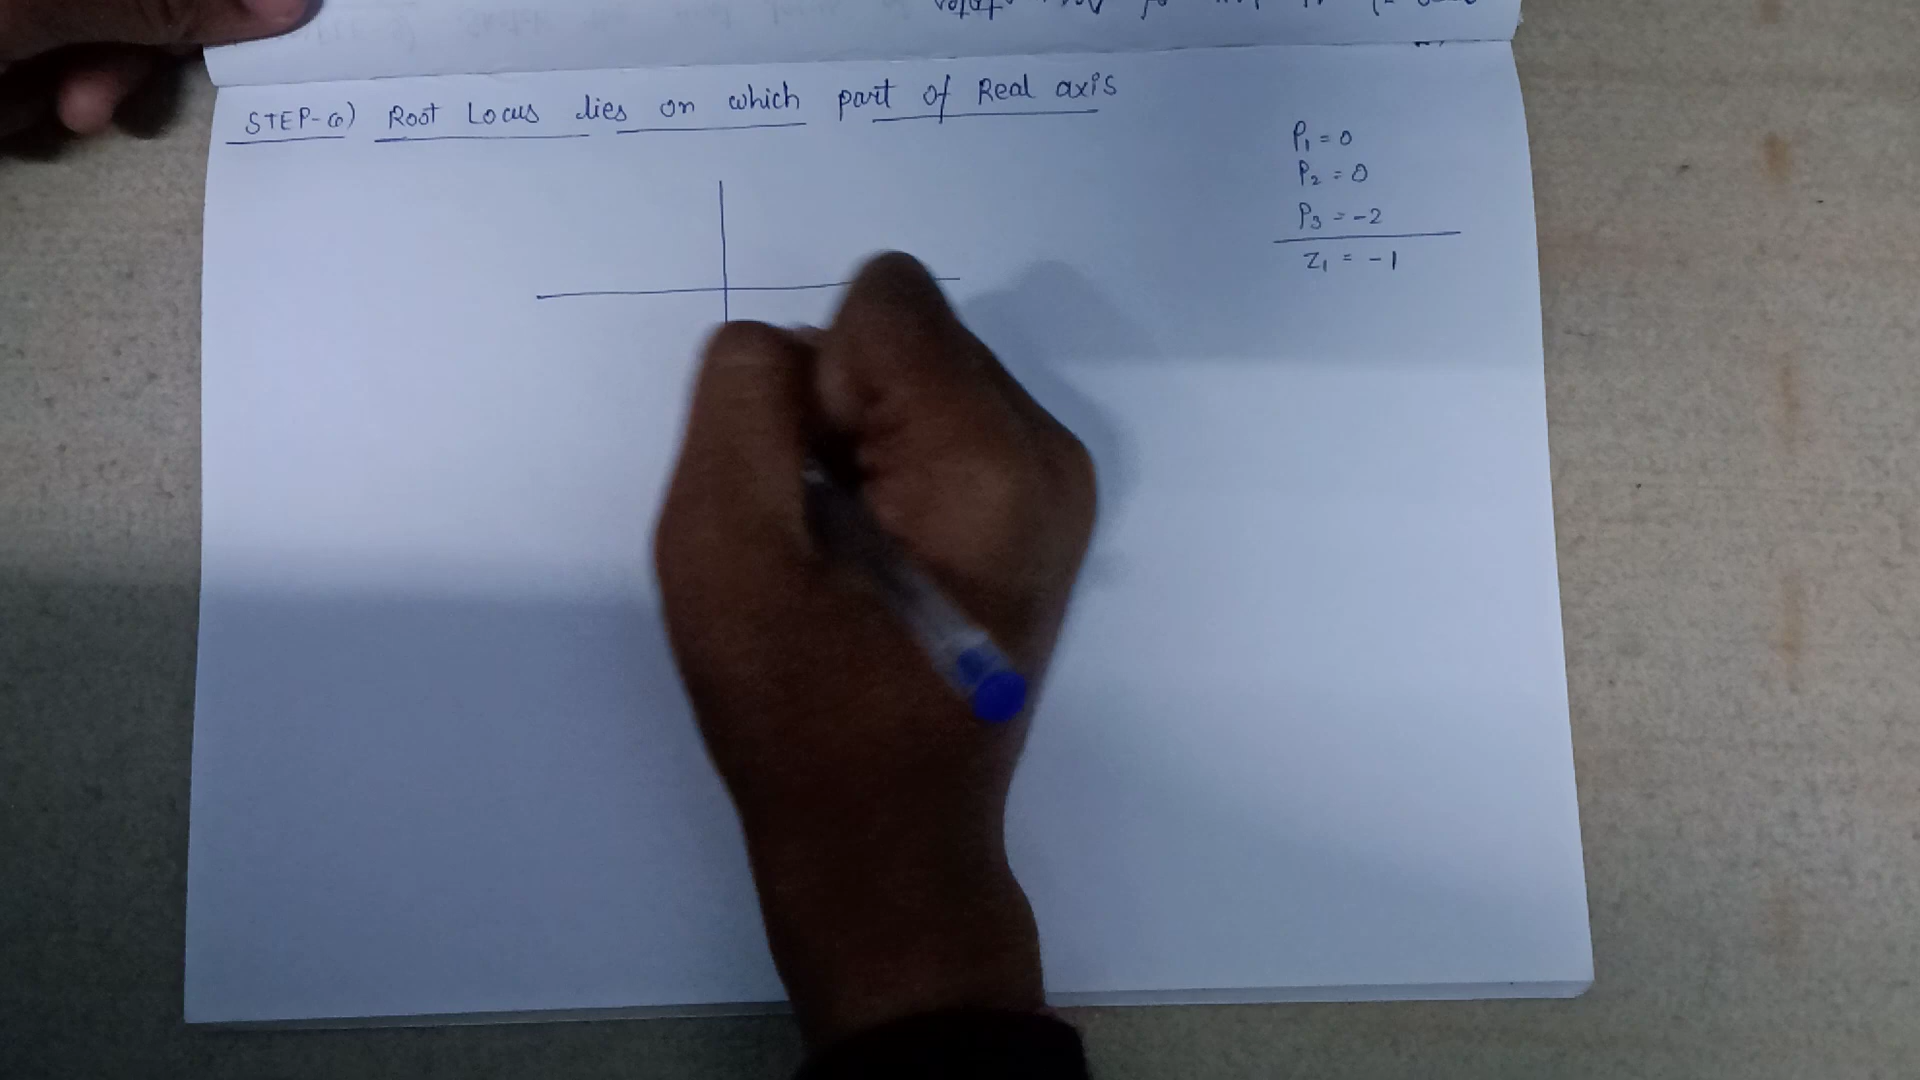 STEP-6) Root Locus lies on which part of Real axis
P1 = 0
P2 = 0
P3 = -2
Z1 = -1